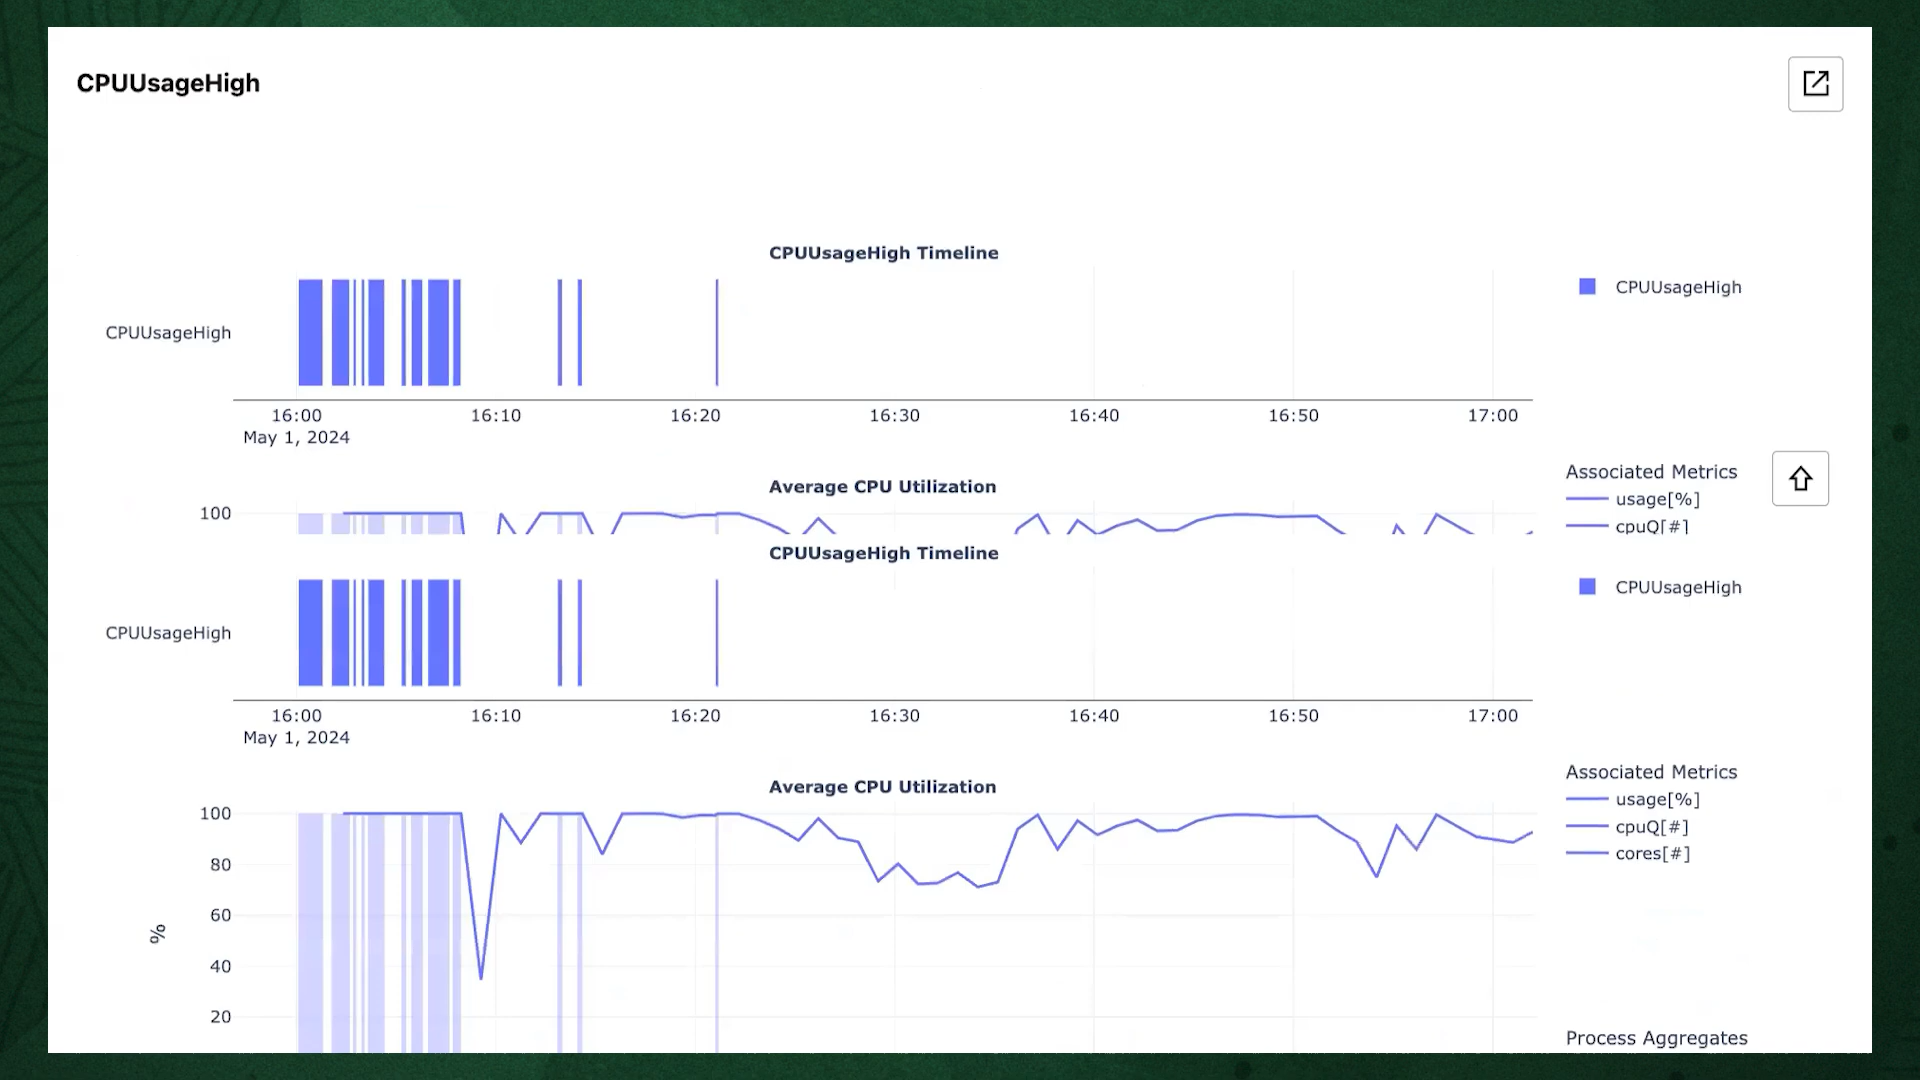 CPUUsageHigh
CPUUsageHigh Timeline
CPUUsageHigh
CPUUsageHigh
16:00 16:10 16:20 16:30 16:40 16:50 17:00
May 1, 2024
Average CPU Utilization
Associated Metrics
usage[%]
cpuQ[#]
100
CPUUsageHigh Timeline
CPUUsageHigh
CPUUsageHigh
16:00 16:10 16:20 16:30 16:40 16:50 17:00
May 1, 2024
Average CPU Utilization
Associated Metrics
usage[%]
cpuQ[#]
cores[#]
100
80
60
%
40
20
Process Aggregates